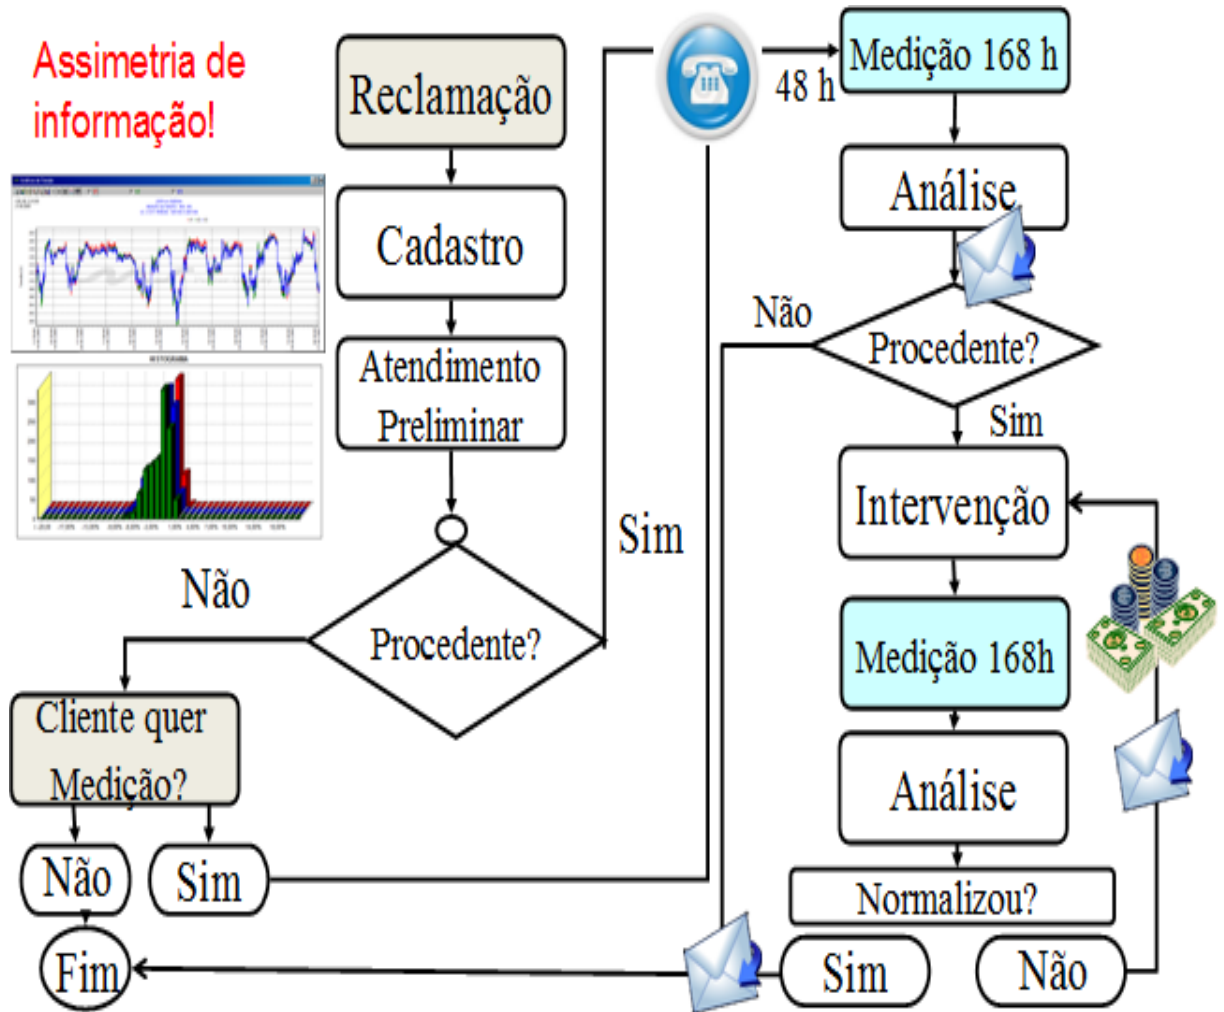 Assimetria de
informação!
Reclamação
Cadastro
Atendimento
Preliminar
Procedente?
Não
Sim
Cliente quer
Medição?
Não
Sim
Fim
48 h
Medição 168 h
Análise
Procedente?
Não
Sim
Intervenção
Medição 168h
Análise
Normalizou?
Sim
Não
HISTOGRAMA